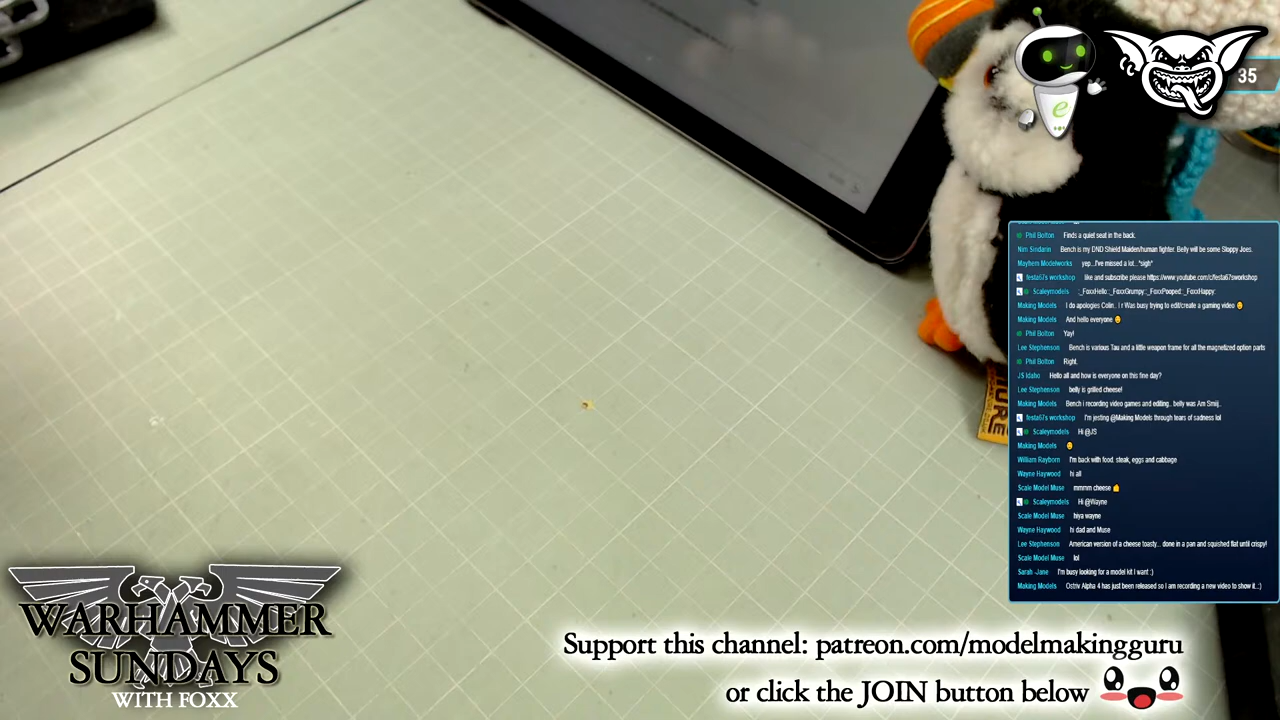 35
Phil Bolton Finds a quiet seat in the back.
Nim Sindarin Bench is my DND Shield Maiden/human fighter. Belly will be some Sloppy Joes.
Mayhem Modelworks yep...I've missed a lot.. *sigh*
festa67s workshop like and subscribe please https://www.youtube.com/c/festa67sworkshop
Scaleymodels :_FoxxHello:_FoxxGrumpy:_FoxxPooped:_FoxxHappy:
Making Models I do apologies Colin.. i r Was busy trying to edit/create a gaming video 😊
Making Models And hello everyone 😊
Phil Bolton Yay!
Lee Stephenson Bench is various Tau and a little weapon frame for all the magnetized option parts
Phil Bolton Right.
JS Idaho Hello all and how is everyone on this fine day?
Lee Stephenson belly is grilled cheese!
Making Models Bench i recording video games and editing.. belly was Am Smiij..
festa67s workshop I'm jesting @Making Models through tears of sadness lol
Scaleymodels Hi @JS
Making Models 😊
William Rayborn I'm back with food. steak, eggs and cabbage
Wayne Haywood hi all
Scale Model Muse mmmm cheese
Scaleymodels Hi @Wayne
Scale Model Muse hiya wayne
Wayne Haywood hi dad and Muse
Lee Stephenson American version of a cheese toasty... done in a pan and squished flat until crispy!
Scale Model Muse lol
Sarah -Jane I'm busy looking for a model kit I want :)
Making Models Ostriv Alpha 4 has just been released so I am recording a new video to show it..:)
WARHAMMER
SUNDAYS
WITH FOXX
Support this channel: patreon.com/modelmakingguru
or click the JOIN button below